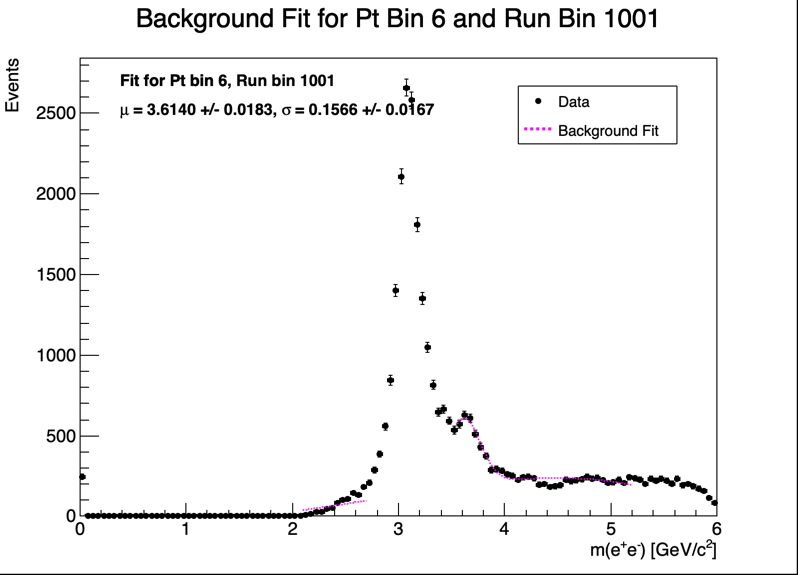 Background Fit for Pt Bin 6 and Run Bin 1001
Events
Fit for Pt bin 6, Run bin 1001
μ = 3.6140 +/- 0.0183, σ = 0.1566 +/- 0.0167
Data
Background Fit
2500
2000
1500
1000
500
0
0 1 2 3 4 5 6
m(e⁺e⁻) [GeV/c²]